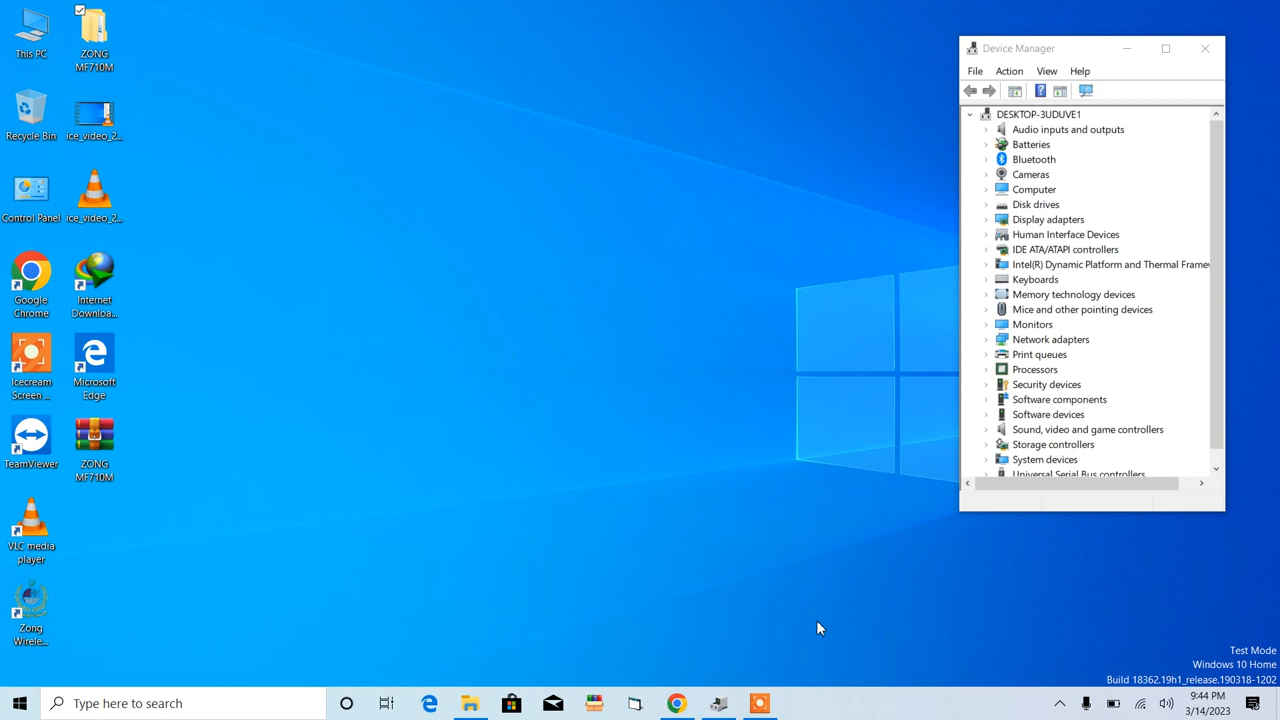 This PC
ZONG
MF710M
Recycle Bin
ice_video_2...
Control Panel
ice_video_2...
Google
Chrome
Internet
Downloa...
Icecream
Screen ...
Microsoft
Edge
TeamViewer
ZONG
MF710M
VLC media
player
Zong
Wirele...
Device Manager
File Action View Help
DESKTOP-3UDUVE1
Audio inputs and outputs
Batteries
Bluetooth
Cameras
Computer
Disk drives
Display adapters
Human Interface Devices
IDE ATA/ATAPI controllers
Intel(R) Dynamic Platform and Thermal Framew
Keyboards
Memory technology devices
Mice and other pointing devices
Monitors
Network adapters
Print queues
Processors
Security devices
Software components
Software devices
Sound, video and game controllers
Storage controllers
System devices
Universal Serial Bus controllers
Test Mode
Windows 10 Home
Build 18362.19h1_release.190318-1202
Type here to search
9:44 PM
3/14/2023